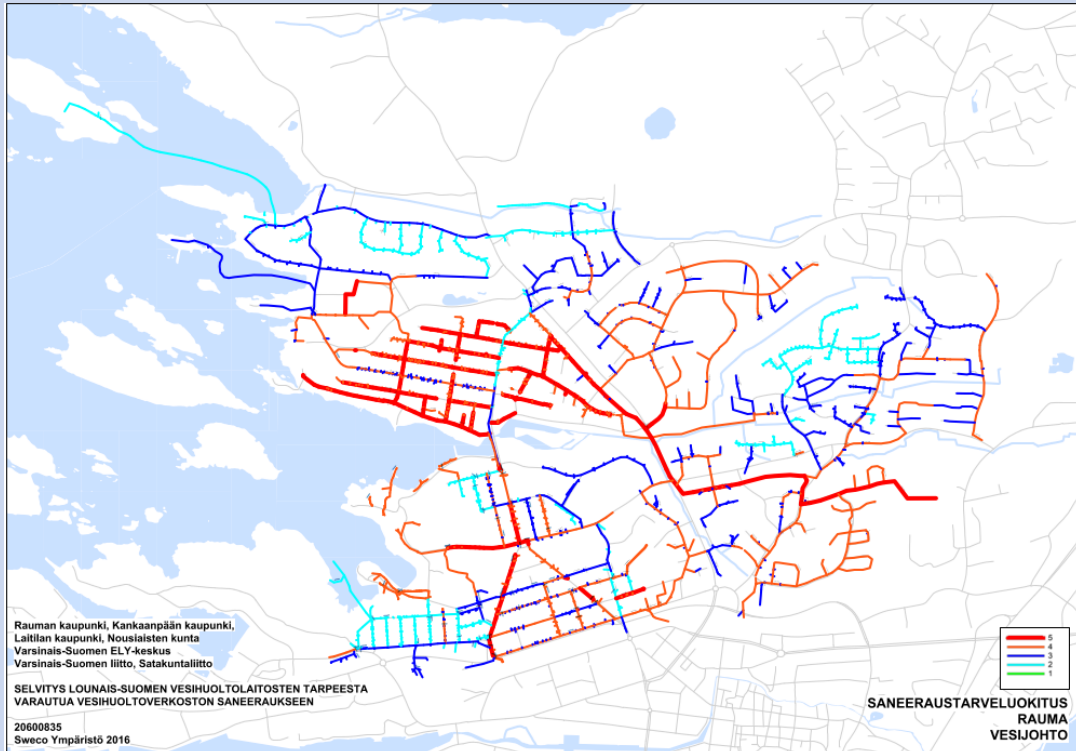 Rauman kaupunki, Kankaanpään kaupunki,
Laitilan kaupunki, Nousiaisten kunta
Varsinais-Suomen ELY-keskus
Varsinais-Suomen liitto, Satakuntaliitto
SELVITYS LOUNAIS-SUOMEN VESIHUOLTOLAITOSTEN TARPEESTA
VARAUTUA VESIHUOLTOVERKOSTON SANEERAUKSEEN
20600835
Sweco Ympäristö 2016
5
4
3
2
1
SANEERAUSTARVELUOKITUS
RAUMA
VESIJOHTO